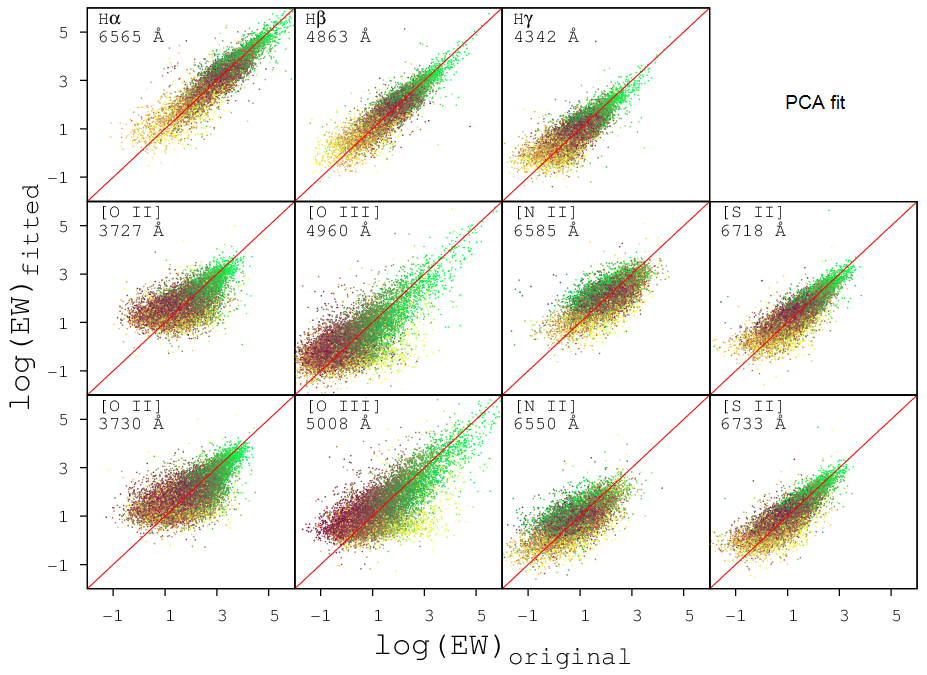 Hα
6565 Å
Hβ
4863 Å
Hγ
4342 Å
PCA fit
5
3
1
−1
[O II]
3727 Å
[O III]
4960 Å
[N II]
6585 Å
[S II]
6718 Å
5
3
1
−1
[O II]
3730 Å
[O III]
5008 Å
[N II]
6550 Å
[S II]
6733 Å
5
3
1
−1
log(EW)fitted
−1 1 3 5 −1 1 3 5 −1 1 3 5 −1 1 3 5
log(EW)original